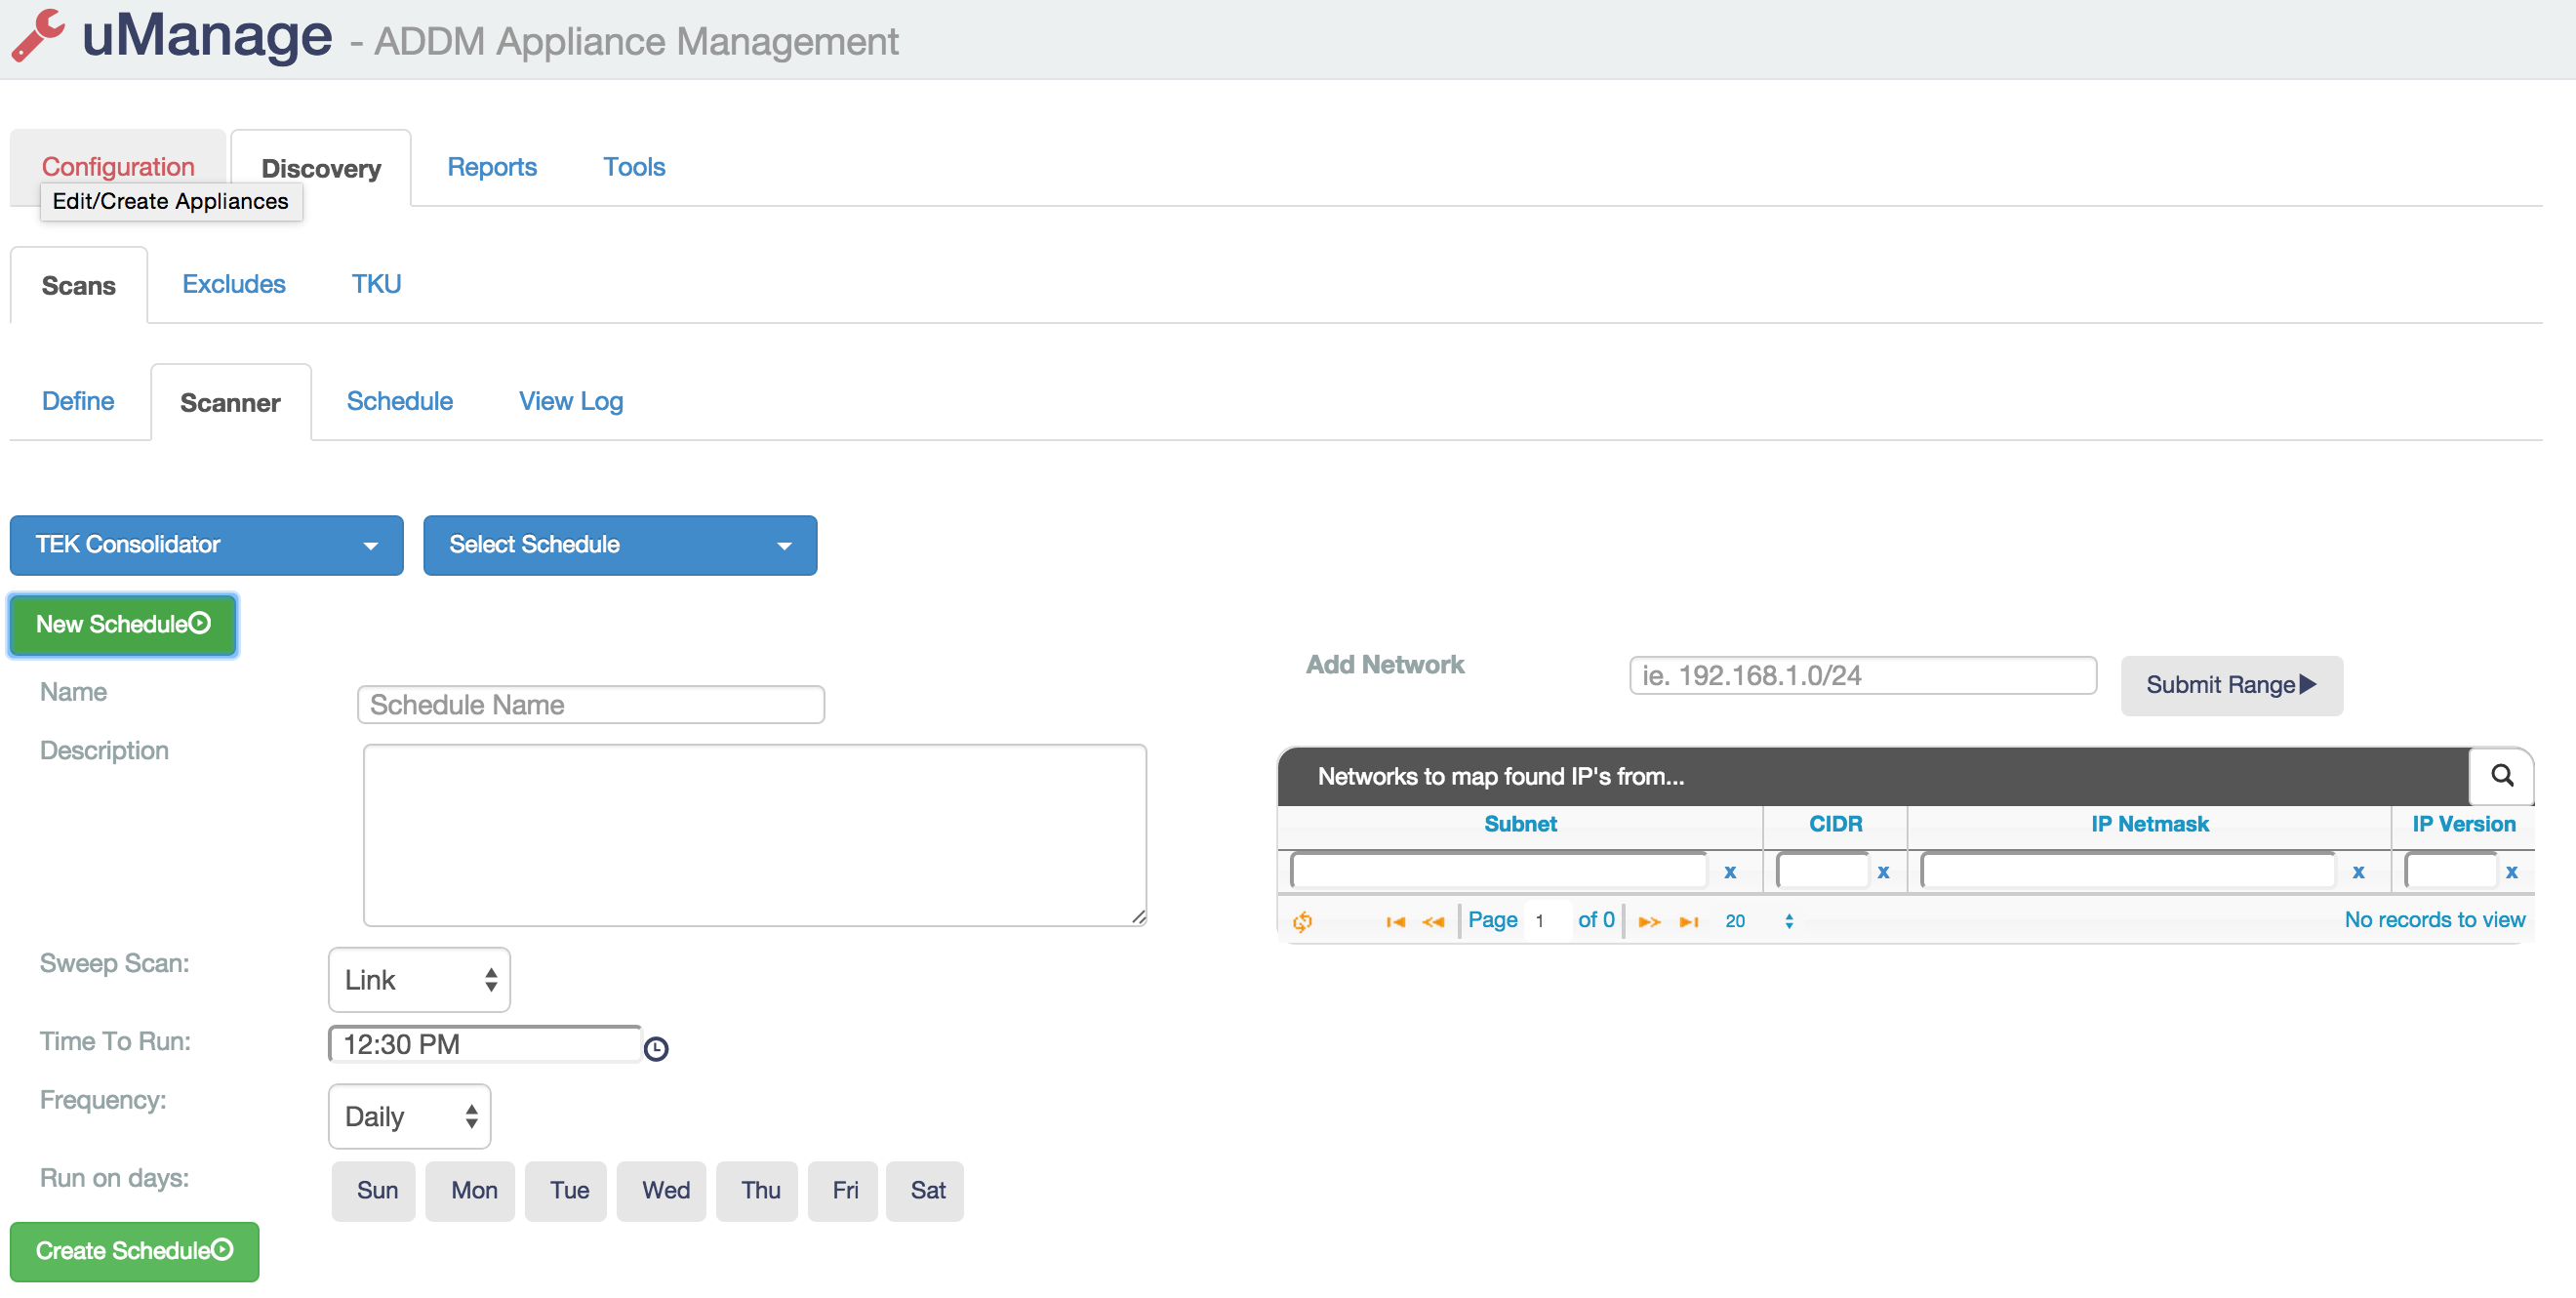 uManage - ADDM Appliance Management
Configuration Discovery Reports Tools
Edit/Create Appliances
Scans Excludes TKU
Define Scanner Schedule View Log
TEK Consolidator Select Schedule
New Schedule
Name Schedule Name
Description
Sweep Scan: Link
Time To Run: 12:30 PM
Frequency: Daily
Run on days: Sun Mon Tue Wed Thu Fri Sat
Create Schedule
Add Network ie. 192.168.1.0/24 Submit Range
Networks to map found IP's from...
Subnet CIDR IP Netmask IP Version
x x x x
Page 1 of 0 20 No records to view